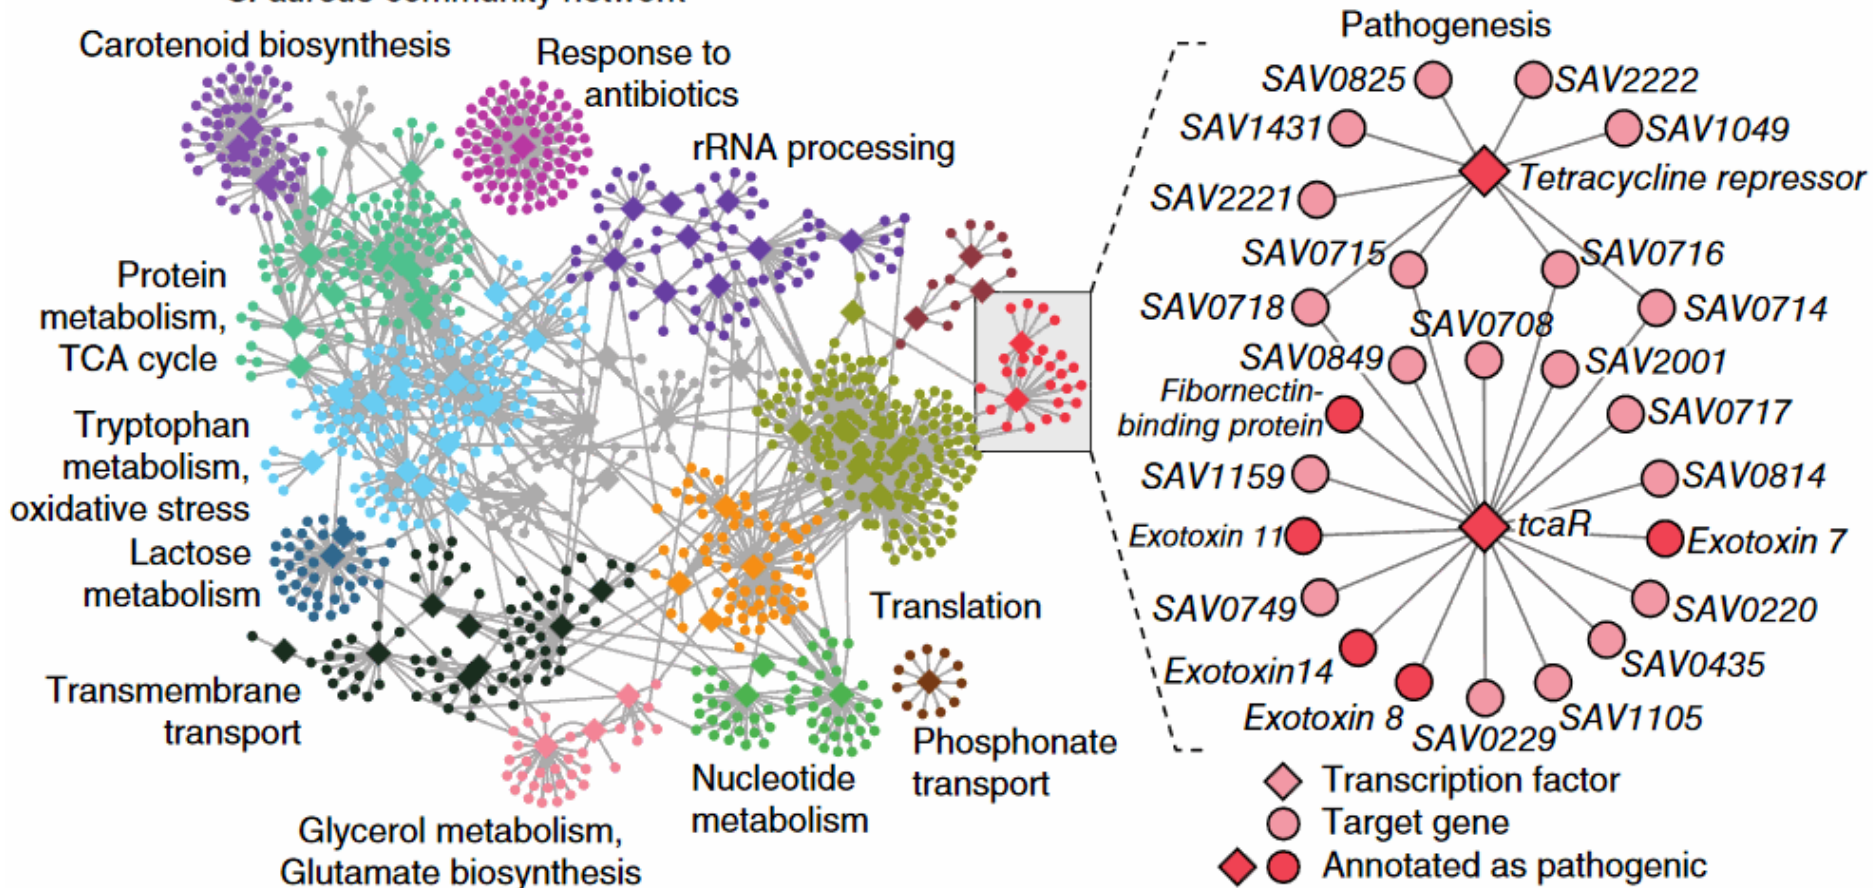 S. aureus community network
Carotenoid biosynthesis
Response to
antibiotics
rRNA processing
Protein
metabolism,
TCA cycle
Tryptophan
metabolism,
oxidative stress
Lactose
metabolism
Transmembrane
transport
Glycerol metabolism,
Glutamate biosynthesis
Nucleotide
metabolism
Translation
Phosphonate
transport
Pathogenesis
SAV0825
SAV2222
SAV1431
SAV1049
Tetracycline repressor
SAV2221
SAV0715
SAV0716
SAV0718
SAV0714
SAV0708
SAV0849
SAV2001
Fibornectin-
binding protein
SAV0717
SAV1159
SAV0814
Exotoxin 11
tcaR
Exotoxin 7
SAV0749
SAV0220
Exotoxin14
SAV0435
Exotoxin 8
SAV0229
SAV1105
Transcription factor
Target gene
Annotated as pathogenic